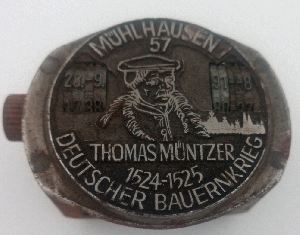 MÜHLHAUSEN i
57
THOMAS MÜNTZER
1524-1525
DEUTSCHER BAUERNKRIEG